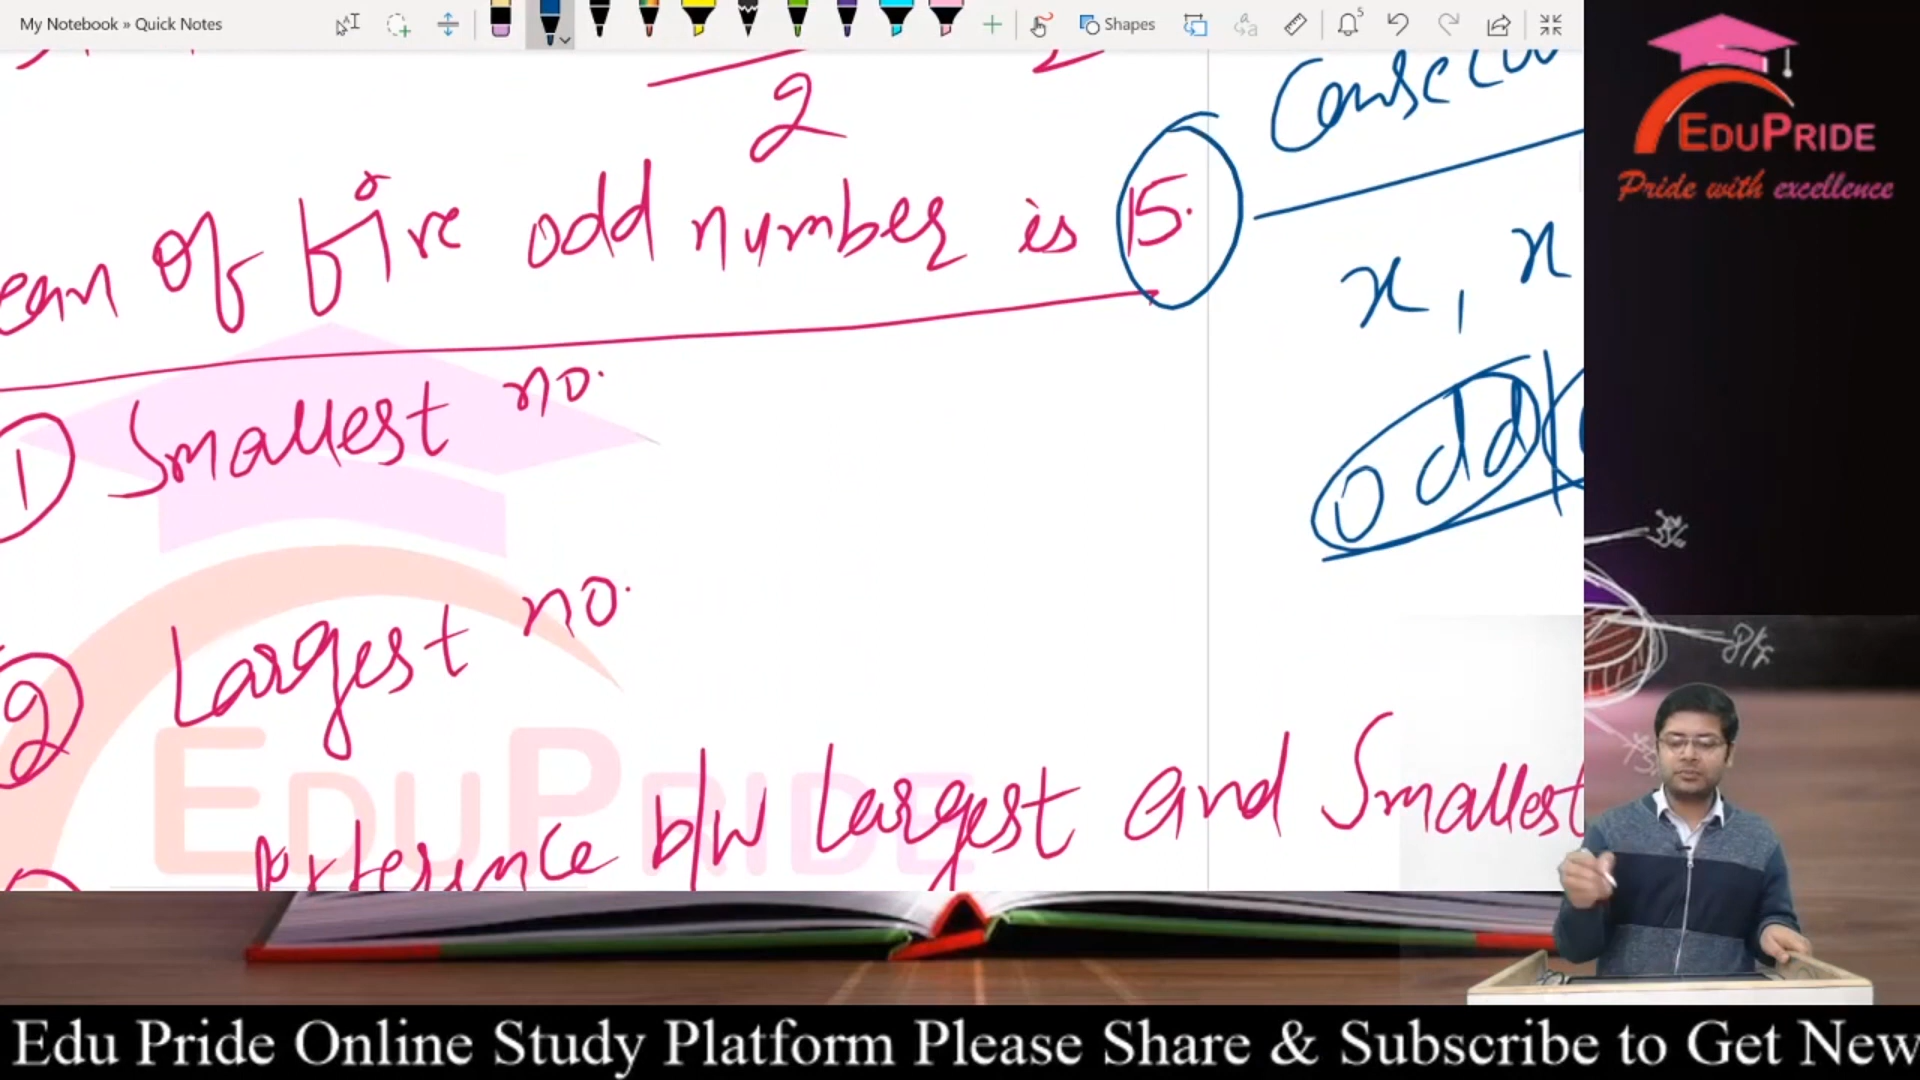 My Notebook » Quick Notes
Shapes
5
2
of five odd number is 15.
x, x
odd
1 Smallest no.
2 Largest no.
Difference b/w Largest and Smallest
EDUPRIDE
EDUPRIDE
Pride with excellence
Edu Pride Online Study Platform Please Share & Subscribe to Get New